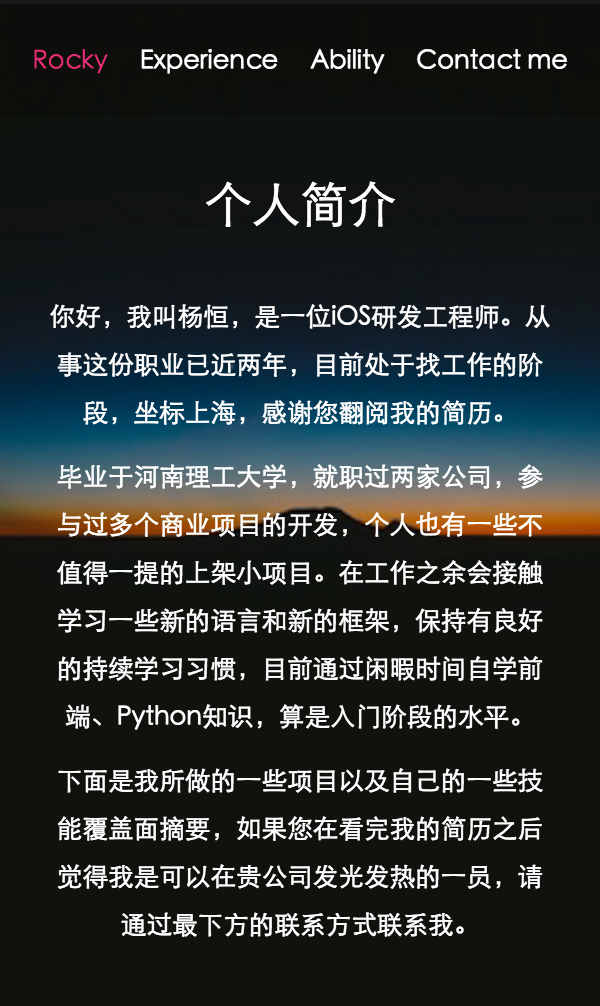 Rocky Experience Ability Contact me
个人简介
你好，我叫杨恒，是一位iOS研发工程师。从
事这份职业已近两年，目前处于找工作的阶
段，坐标上海，感谢您翻阅我的简历。
毕业于河南理工大学，就职过两家公司，参
与过多个商业项目的开发，个人也有一些不
值得一提的上架小项目。在工作之余会接触
学习一些新的语言和新的框架，保持有良好
的持续学习习惯，目前通过闲暇时间自学前
端、Python知识，算是入门阶段的水平。
下面是我所做的一些项目以及自己的一些技
能覆盖面摘要，如果您在看完我的简历之后
觉得我是可以在贵公司发光发热的一员，请
通过最下方的联系方式联系我。